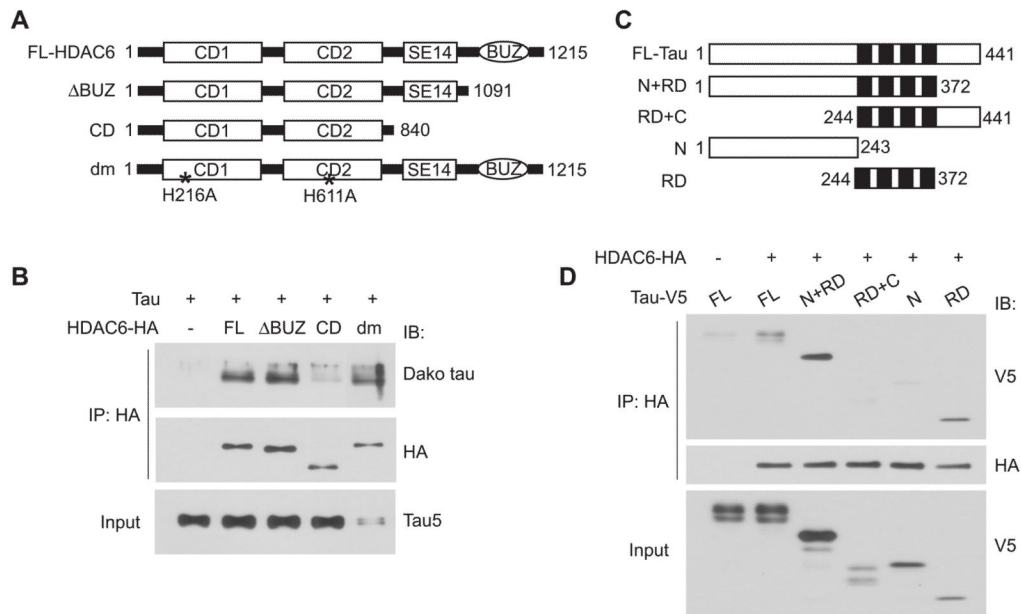 A
FL-HDAC6 1 CD1 CD2 SE14 BUZ 1215
ΔBUZ 1 CD1 CD2 SE14 1091
CD 1 CD1 CD2 840
dm 1 CD1 CD2 SE14 BUZ 1215
* *
H216A H611A
B
Tau + + + + +
HDAC6-HA - FL ΔBUZ CD dm IB:
IP: HA
Dako tau
HA
Input Tau5
C
FL-Tau 1 441
N+RD 1 372
RD+C 244 441
N 1 243
RD 244 372
D
HDAC6-HA - + + + + +
Tau-V5 FL FL N+RD RD+C N RD IB:
IP: HA
V5
HA
Input V5